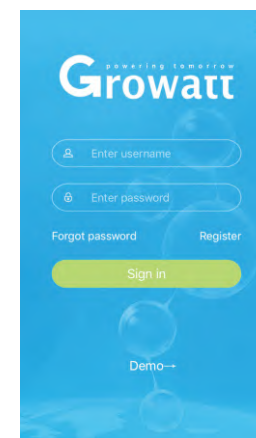 powering tomorrow
Growatt
Enter username
Enter password
Forgot password Register
Sign in
Demo→